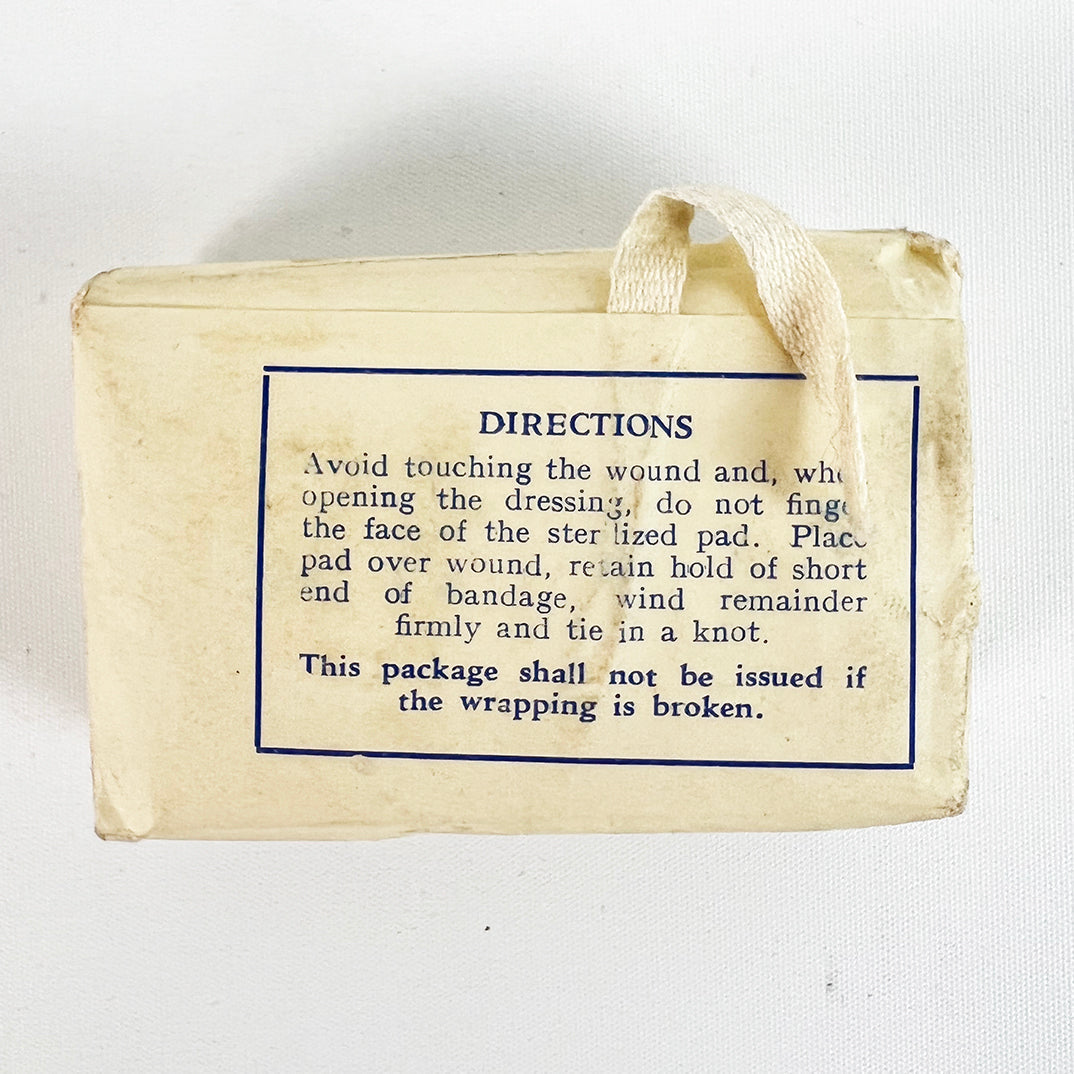 DIRECTIONS
Avoid touching the wound and, when
opening the dressing, do not finger
the face of the sterilized pad. Place
pad over wound, retain hold of short
end of bandage, wind remainder
firmly and tie in a knot.
This package shall not be issued if
the wrapping is broken.